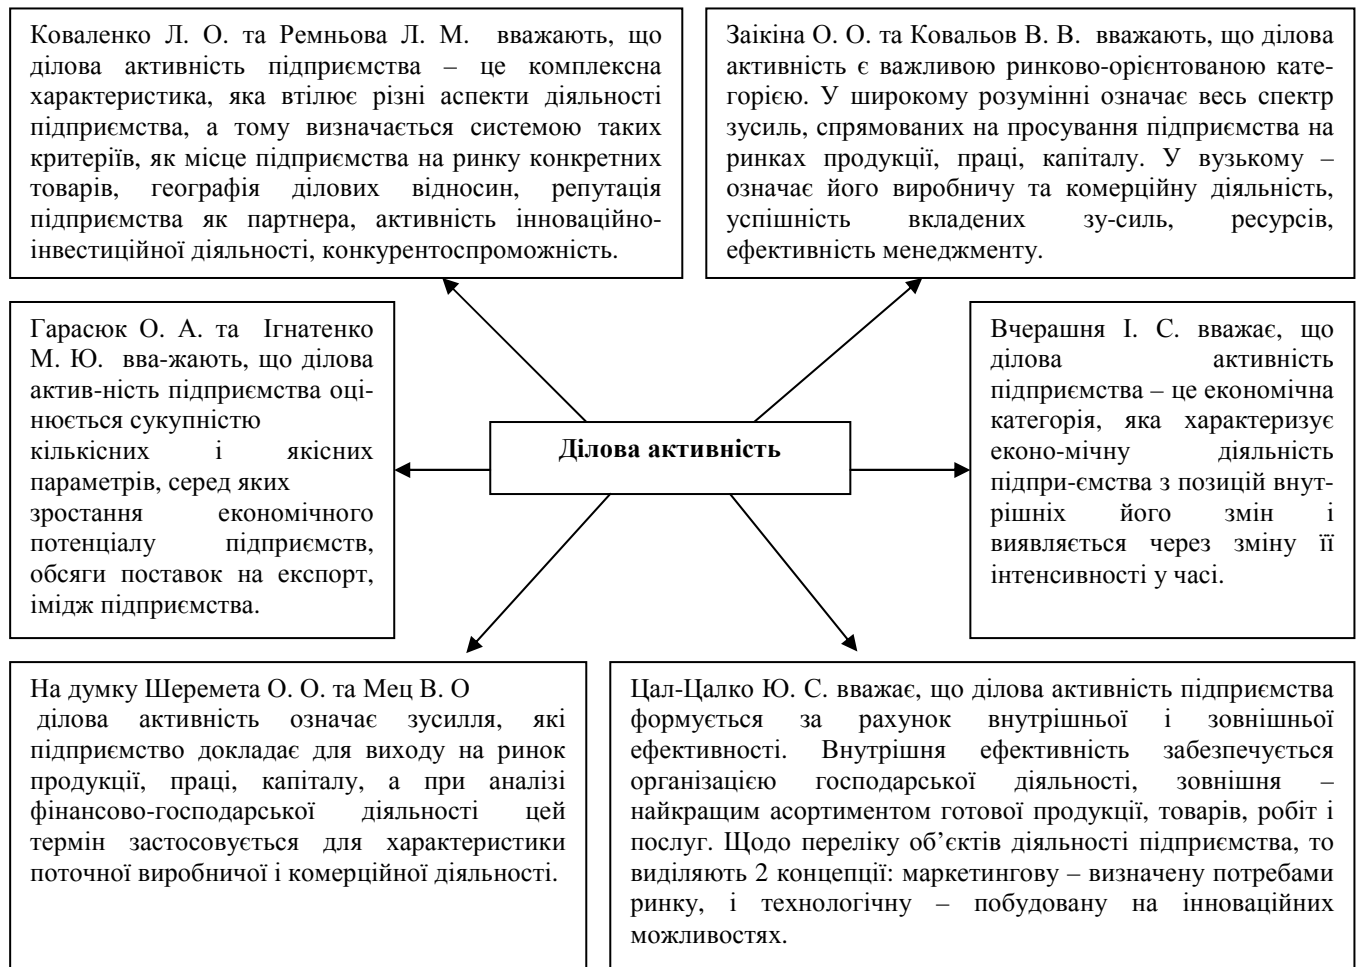 Коваленко Л. О. та Ремньова Л. М. вважають, що
ділова активність підприємства – це комплексна
характеристика, яка втілює різні аспекти діяльності
підприємства, а тому визначається системою таких
критеріїв, як місце підприємства на ринку конкретних
товарів, географія ділових відносин, репутація
підприємства як партнера, активність інноваційно-
інвестиційної діяльності, конкурентоспроможність.
Заікіна О. О. та Ковальов В. В. вважають, що ділова
активність є важливою ринково-орієнтованою кате-
горією. У широкому розумінні означає весь спектр
зусиль, спрямованих на просування підприємства на
ринках продукції, праці, капіталу. У вузькому –
означає його виробничу та комерційну діяльність,
успішність вкладених зу-силь, ресурсів,
ефективність менеджменту.
Гарасюк О. А. та Ігнатенко
М. Ю. вва-жають, що ділова
актив-ність підприємства оці-
нюється сукупністю
кількісних і якісних
параметрів, серед яких
зростання економічного
потенціалу підприємств,
обсяги поставок на експорт,
імідж підприємства.
Ділова активність
Вчерашня І. С. вважає, що
ділова активність
підприємства – це економічна
категорія, яка характеризує
еконо-мічну діяльність
підпри-ємства з позицій внут-
рішніх його змін і
виявляється через зміну її
інтенсивності у часі.
На думку Шеремета О. О. та Мец В. О
ділова активність означає зусилля, які
підприємство докладає для виходу на ринок
продукції, праці, капіталу, а при аналізі
фінансово-господарської діяльності цей
термін застосовується для характеристики
поточної виробничої і комерційної діяльності.
Цал-Цалко Ю. С. вважає, що ділова активність підприємства
формується за рахунок внутрішньої і зовнішньої
ефективності. Внутрішня ефективність забезпечується
організацією господарської діяльності, зовнішня –
найкращим асортиментом готової продукції, товарів, робіт і
послуг. Щодо переліку об’єктів діяльності підприємства, то
виділяють 2 концепції: маркетингову – визначену потребами
ринку, і технологічну – побудовану на інноваційних
можливостях.